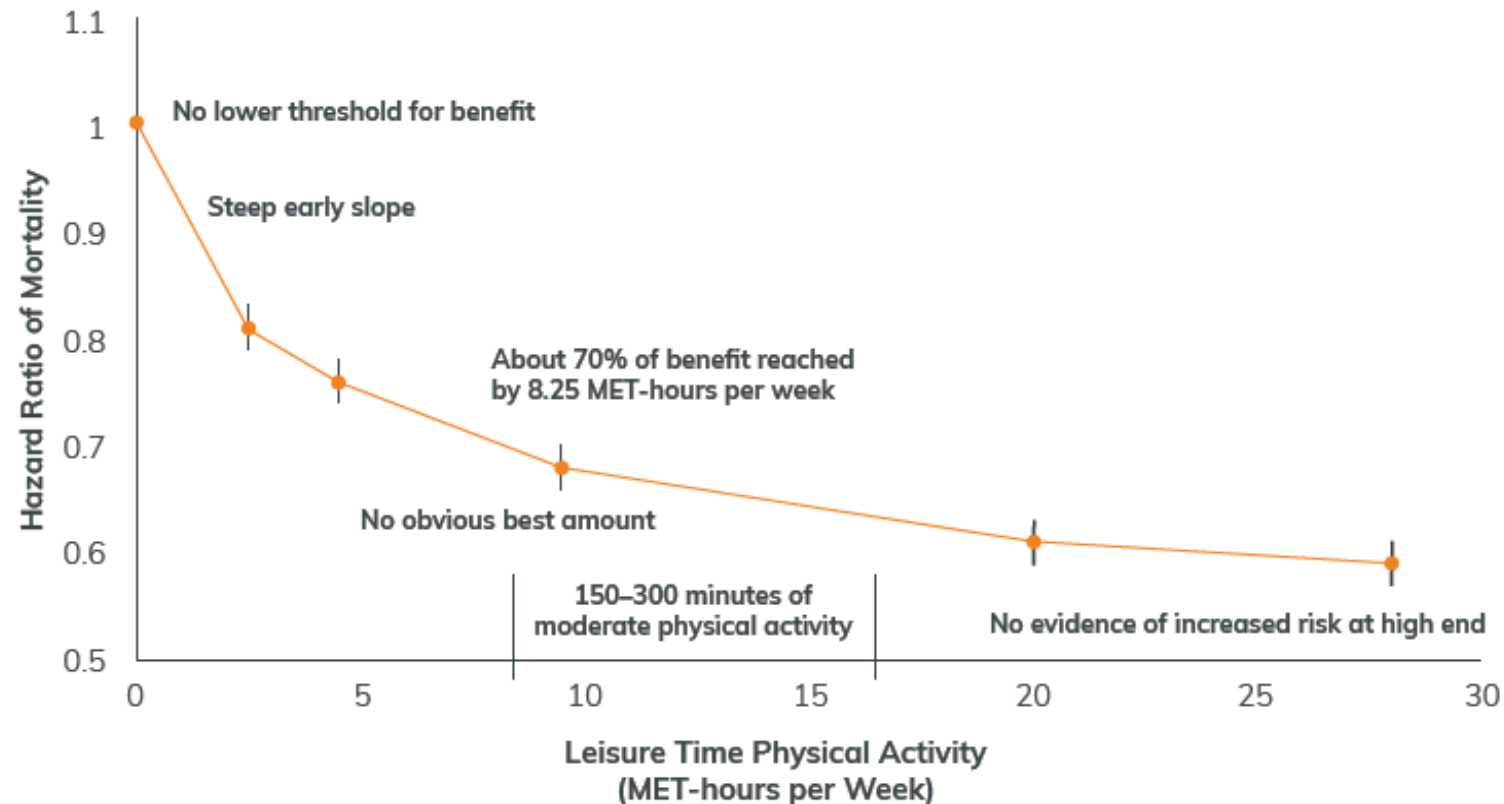 1.1
No lower threshold for benefit
1
Steep early slope
0.9
0.8
About 70% of benefit reached
by 8.25 MET-hours per week
0.7
No obvious best amount
0.6
150–300 minutes of
moderate physical activity
No evidence of increased risk at high end
0.5
Hazard Ratio of Mortality
0 5 10 15 20 25 30
Leisure Time Physical Activity
(MET-hours per Week)